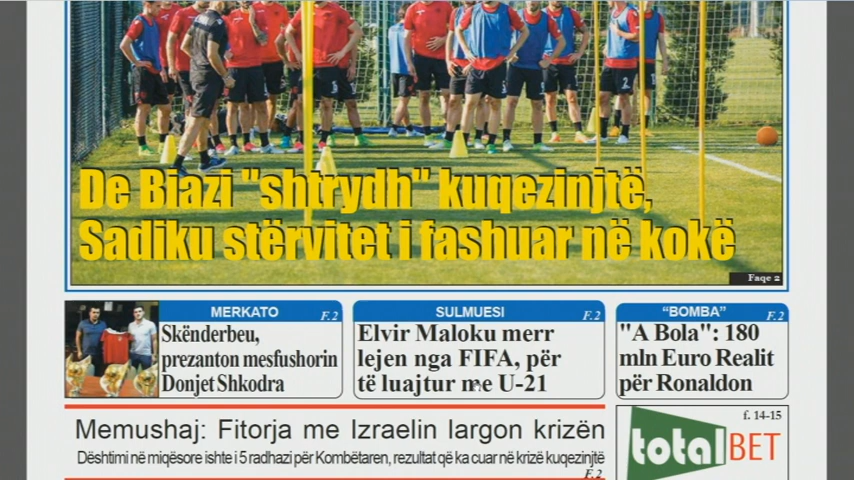 De Biazi "shtrydh" kuqezinjtë,
Sadiku stërvitet i fashuar në kokë
Faqe 2
MERKATO
F. 2
Skënderbeu,
prezanton mesfushorin
Donjet Shkodra
SULMUESI
F. 2
Elvir Maloku merr
lejen nga FIFA, për
të luajtur me U-21
"BOMBA"
F. 2
"A Bola": 180
mln Euro Realit
për Ronaldon
Memushaj: Fitorja me Izraelin largon krizën
Dështimi në miqësore ishte i 5 radhazi për Kombëtaren, rezultat që ka cuar në krizë kuqezinjtë
F. 2
f. 14-15
totalBET